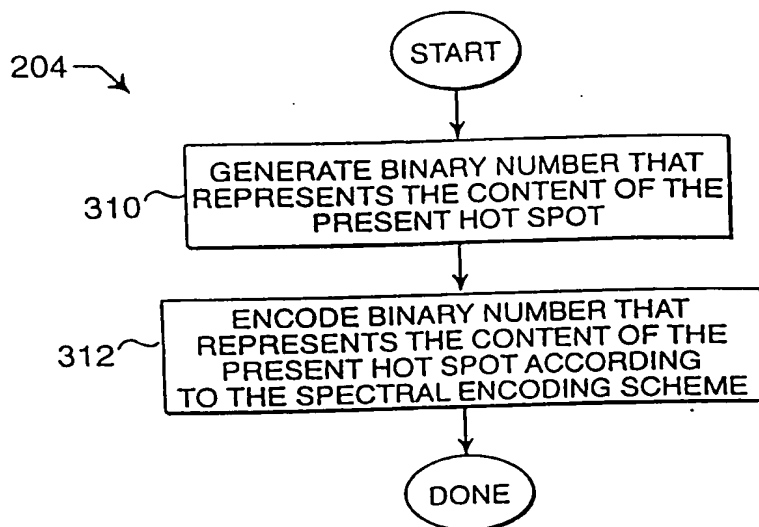 START
204
GENERATE BINARY NUMBER THAT
REPRESENTS THE CONTENT OF THE
PRESENT HOT SPOT
310
ENCODE BINARY NUMBER THAT
REPRESENTS THE CONTENT OF THE
PRESENT HOT SPOT ACCORDING
TO THE SPECTRAL ENCODING SCHEME
312
DONE